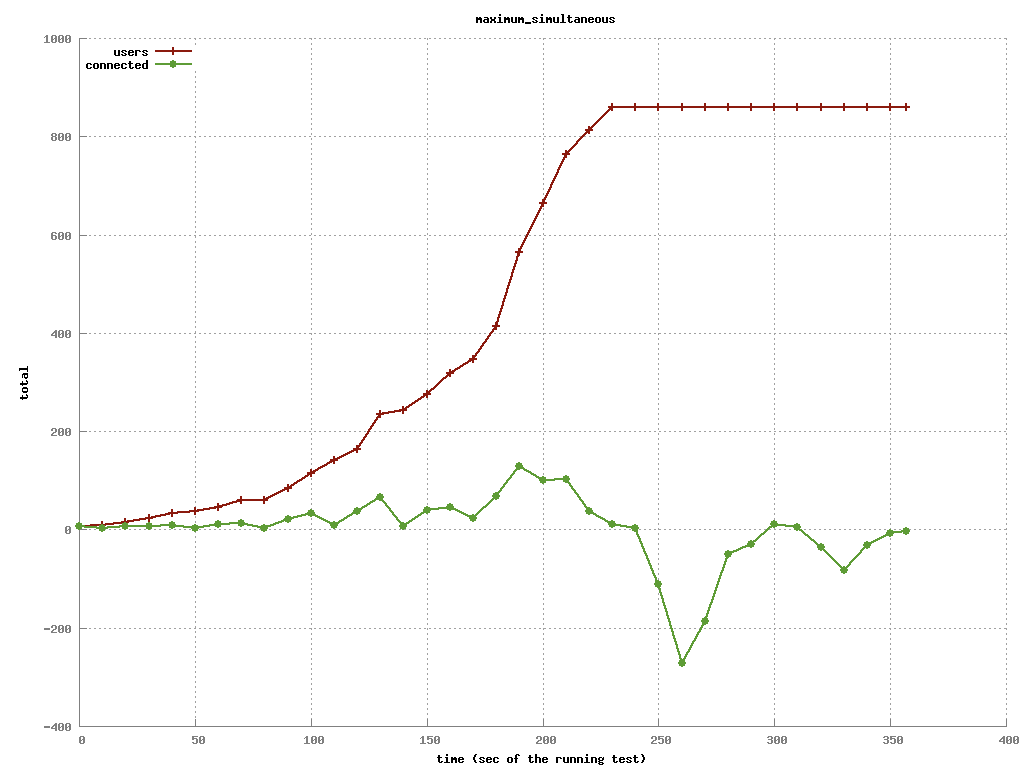 maximum_simultaneous
users
connected
1000
800
600
400
200
0
-200
-400
total
0 50 100 150 200 250 300 350 400
time (sec of the running test)